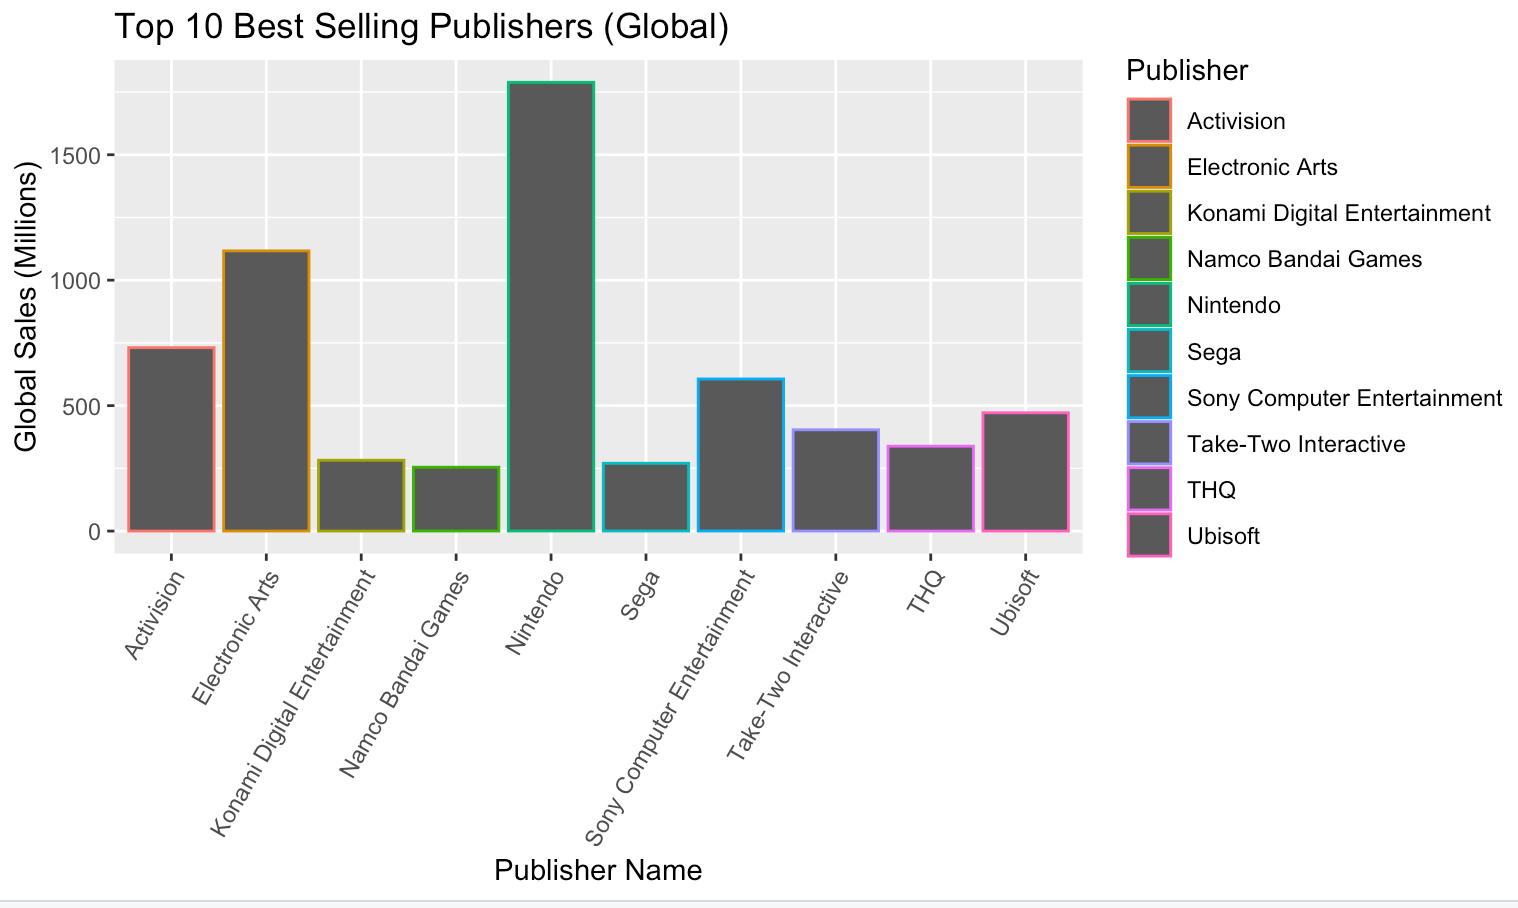 Top 10 Best Selling Publishers (Global)
Global Sales (Millions)
1500
1000
500
0
Activision
Electronic Arts
Konami Digital Entertainment
Namco Bandai Games
Nintendo
Sega
Sony Computer Entertainment
Take-Two Interactive
THQ
Ubisoft
Publisher Name
Publisher
Activision
Electronic Arts
Konami Digital Entertainment
Namco Bandai Games
Nintendo
Sega
Sony Computer Entertainment
Take-Two Interactive
THQ
Ubisoft